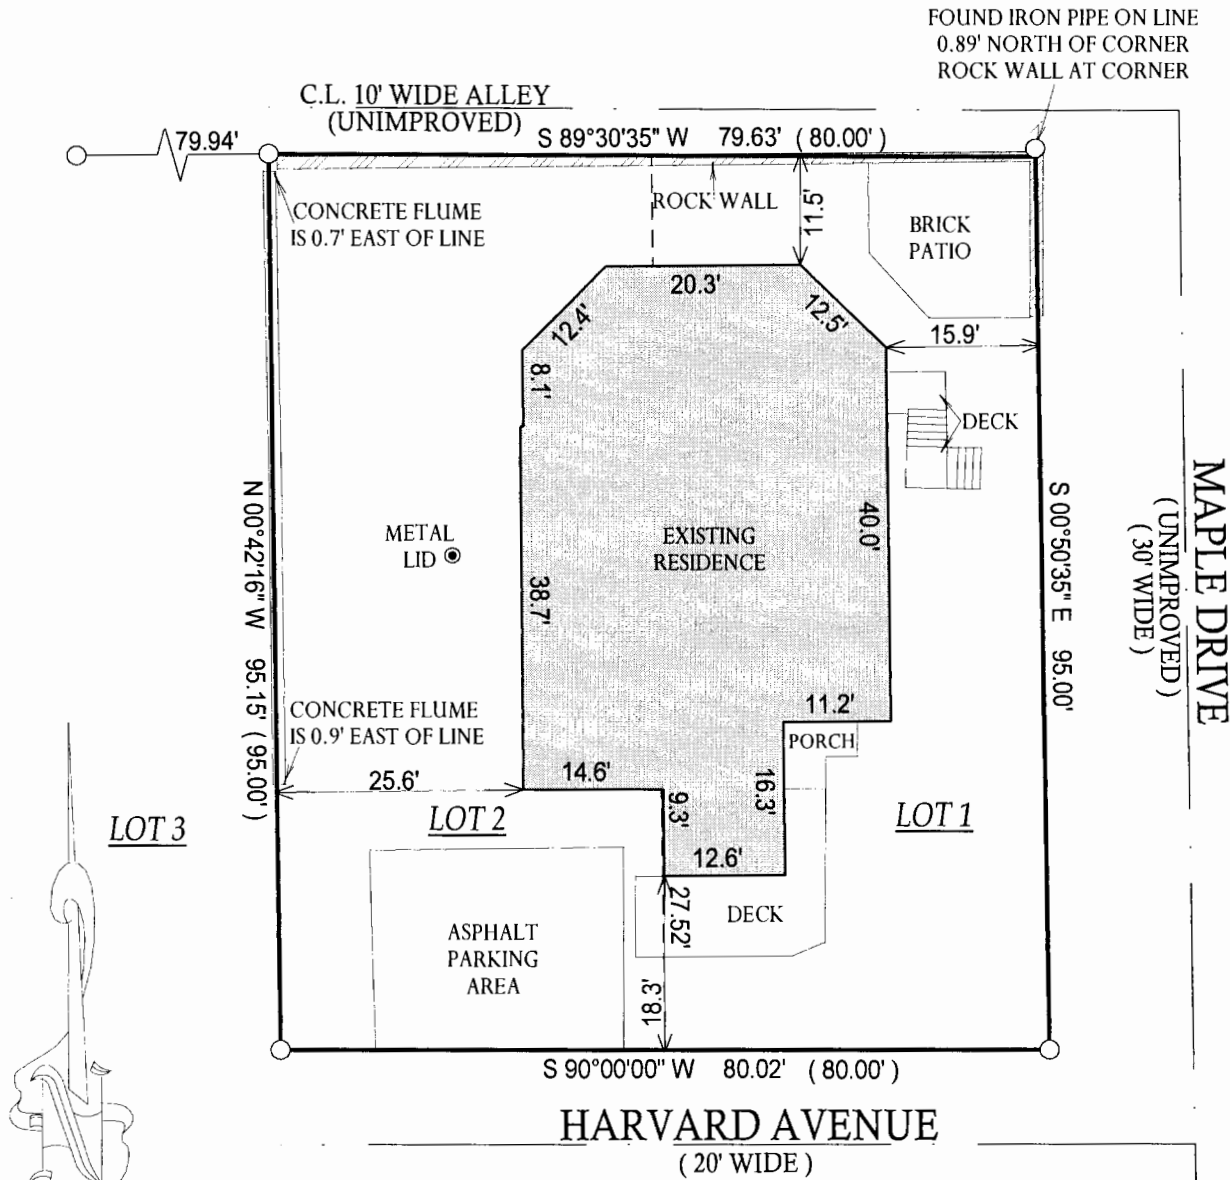 FOUND IRON PIPE ON LINE
0.89' NORTH OF CORNER
ROCK WALL AT CORNER
C.L. 10' WIDE ALLEY
(UNIMPROVED)
79.94'
S 89°30'35" W 79.63' ( 80.00' )
CONCRETE FLUME
IS 0.7' EAST OF LINE
ROCK WALL
11.5'
BRICK
PATIO
20.3'
12.4'
12.5'
15.9'
8.1'
DECK
N 00°42'16" W 95.15' ( 95.00' )
METAL
LID
38.7'
EXISTING
RESIDENCE
40.0'
S 00°50'35" E 95.00'
MAPLE DRIVE
(UNIMPROVED)
( 30' WIDE )
CONCRETE FLUME
IS 0.9' EAST OF LINE
11.2'
PORCH
25.6'
14.6'
9.3'
16.3'
LOT 3
LOT 2
LOT 1
12.6'
27.52'
DECK
ASPHALT
PARKING
AREA
18.3'
S 90°00'00" W 80.02' ( 80.00' )
HARVARD AVENUE
( 20' WIDE )